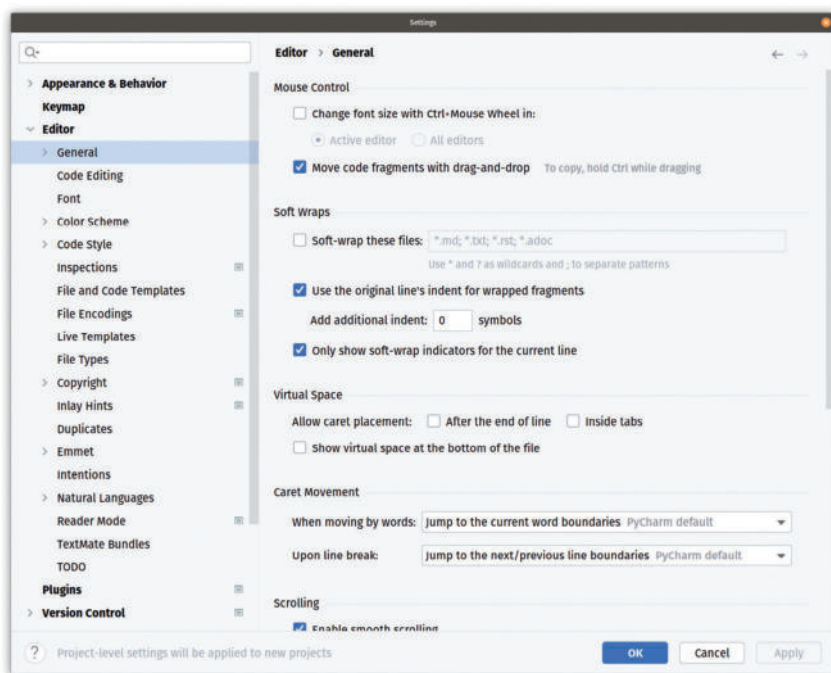 Settings
Editor > General
Appearance & Behavior
Keymap
Editor
General
Code Editing
Font
Color Scheme
Code Style
Inspections
File and Code Templates
File Encodings
Live Templates
File Types
Copyright
Inlay Hints
Duplicates
Emmet
Intentions
Natural Languages
Reader Mode
TextMate Bundles
TODO
Plugins
Version Control
Mouse Control
Change font size with Ctrl+Mouse Wheel in:
Active editor All editors
Move code fragments with drag-and-drop To copy, hold Ctrl while dragging
Soft Wraps
Soft-wrap these files: *.md; *.txt; *.rst; *.adoc
Use * and ? as wildcards and ; to separate patterns
Use the original line's indent for wrapped fragments
Add additional indent: 0 symbols
Only show soft-wrap indicators for the current line
Virtual Space
Allow caret placement: After the end of line Inside tabs
Show virtual space at the bottom of the file
Caret Movement
When moving by words: Jump to the current word boundaries PyCharm default
Upon line break: Jump to the next/previous line boundaries PyCharm default
Scrolling
Enable smooth scrolling
? Project-level settings will be applied to new projects
OK Cancel Apply